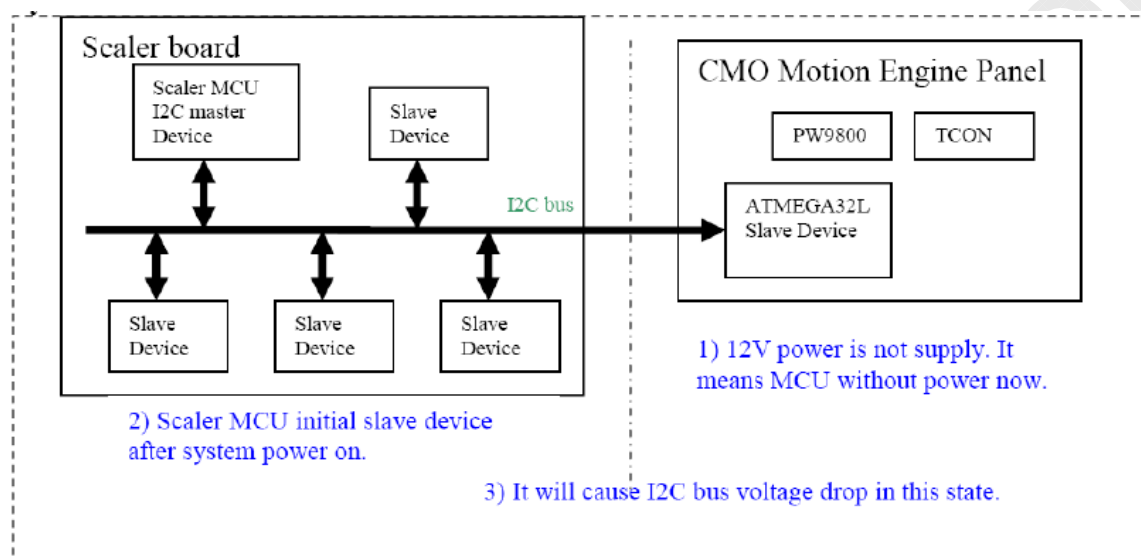 Scaler board
Scaler MCU
I2C master
Device
Slave
Device
I2C bus
Slave
Device
Slave
Device
Slave
Device
CMO Motion Engine Panel
PW9800
TCON
ATMEGA32L
Slave Device
1) 12V power is not supply. It
means MCU without power now.
2) Scaler MCU initial slave device
after system power on.
3) It will cause I2C bus voltage drop in this state.